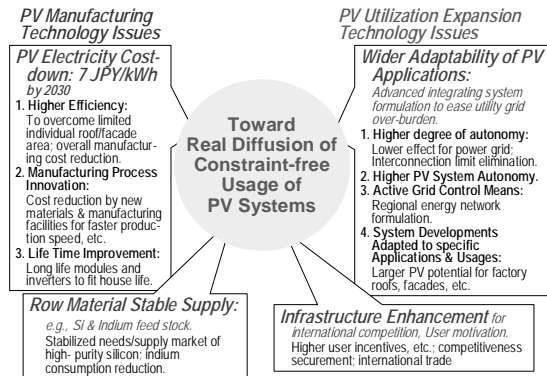 PV Manufacturing
Technology Issues
PV Electricity Cost-
down: 7 JPY/kWh
by 2030
1. Higher Efficiency:
To overcome limited
individual roof/facade
area; overall manufactur-
ing cost reduction.
2. Manufacturing Process
Innovation:
Cost reduction by new
materials & manufacturing
facilities for faster produc-
tion speed, etc.
3. Life Time Improvement:
Long life modules and
inverters to fit house life.
Toward
Real Diffusion of
Constraint-free
Usage of
PV Systems
PV Utilization Expansion
Technology Issues
Wider Adaptability of PV
Applications:
Advanced integrating system
formulation to ease utility grid
over-burden.
1. Higher degree of autonomy:
Lower effect for power grid;
Interconnection limit elimination.
2. Higher PV System Autonomy.
3. Active Grid Control Means:
Regional energy network
formulation.
4. System Developments
Adapted to specific
Applications & Usages:
Larger PV potential for factory
roofs, facades, etc.
Row Material Stable Supply:
e.g., Si & Indium feed stock.
Stabilized needs/supply market of
high- purity silicon; indium
consumption reduction.
Infrastructure Enhancement for
international competition, User motivation.
Higher user incentives, etc.; competitiveness
securement; international trade